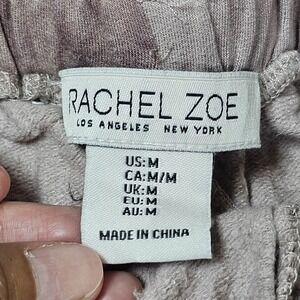 RACHEL ZOE
LOS ANGELES NEW YORK
US: M
CA: M/M
UK: M
EU: M
AU: M
MADE IN CHINA